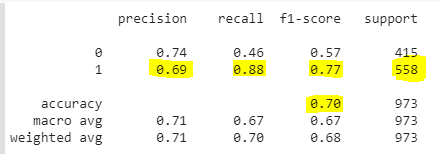 precision recall f1-score support
0 0.74 0.46 0.57 415
1 0.69 0.88 0.77 558
accuracy 0.70 973
macro avg 0.71 0.67 0.67 973
weighted avg 0.71 0.70 0.68 973